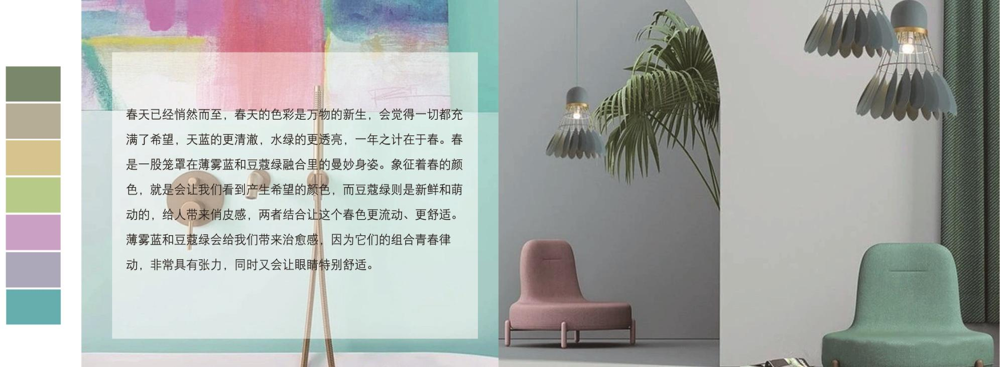 春天已经悄然而至，春天的色彩是万物的新生，会觉得一切都充
满了希望，天蓝的更清澈，水绿的更透亮，一年之计在于春。春
是一股笼罩在薄雾蓝和豆蔻绿融合里的曼妙身姿。象征着春的颜
色，就是会让我们看到产生希望的颜色，而豆蔻绿则是新鲜和萌
动的，给人带来俏皮感，两者结合让这个春色更流动、更舒适。
薄雾蓝和豆蔻绿会给我们带来治愈感，因为它们的组合青春律
动，非常具有张力，同时又会让眼睛特别舒适。